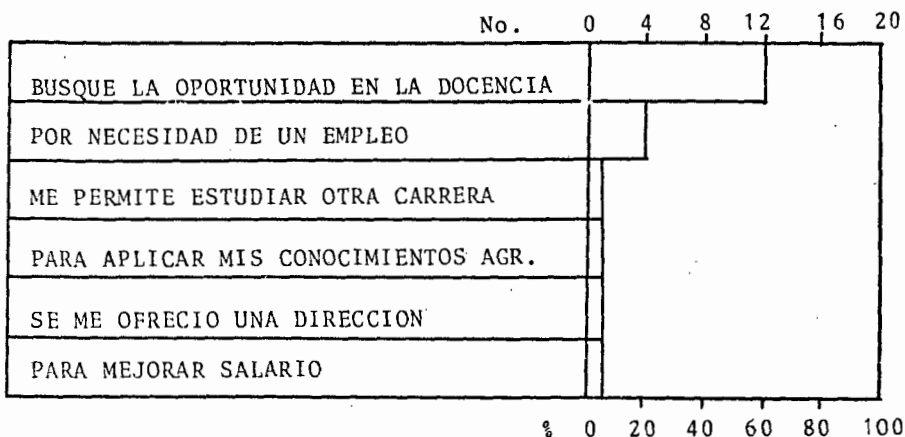 No. 0 4 8 12 16 20
BUSQUE LA OPORTUNIDAD EN LA DOCENCIA
POR NECESIDAD DE UN EMPLEO
ME PERMITE ESTUDIAR OTRA CARRERA
PARA APLICAR MIS CONOCIMIENTOS AGR.
SE ME OFRECIO UNA DIRECCION
PARA MEJORAR SALARIO
% 0 20 40 60 80 100